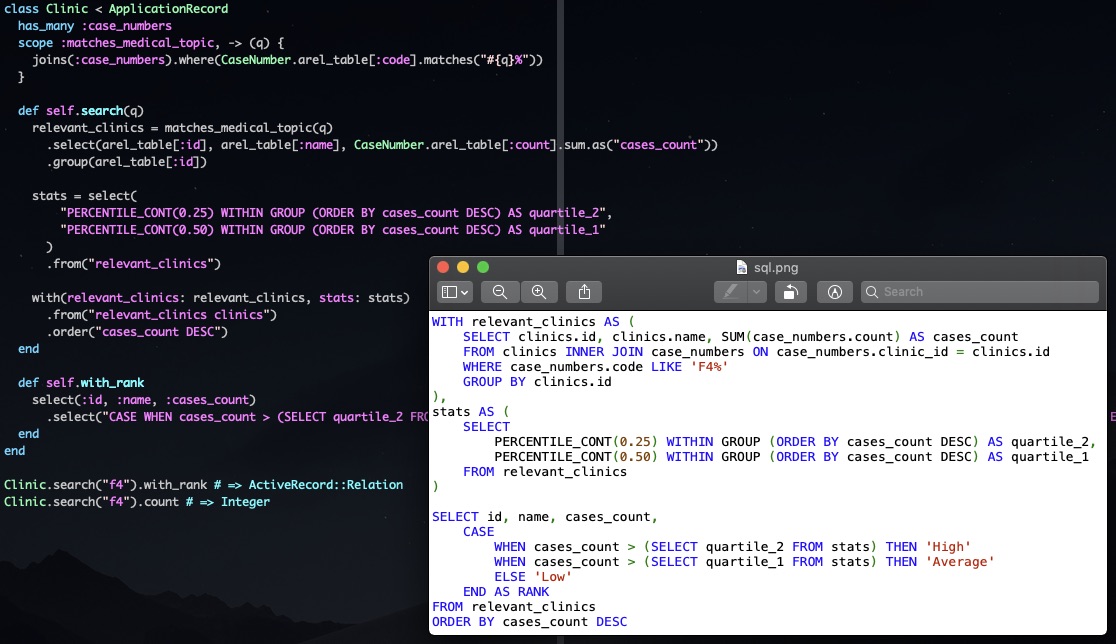 class Clinic < ApplicationRecord
  has_many :case_numbers
  scope :matches_medical_topic, -> (q) {
    joins(:case_numbers).where(CaseNumber.arel_table[:code].matches("#{q}%"))
  }

  def self.search(q)
    relevant_clinics = matches_medical_topic(q)
      .select(arel_table[:id], arel_table[:name], CaseNumber.arel_table[:count].sum.as("cases_count"))
      .group(arel_table[:id])

    stats = select(
        "PERCENTILE_CONT(0.25) WITHIN GROUP (ORDER BY cases_count DESC) AS quartile_2",
        "PERCENTILE_CONT(0.50) WITHIN GROUP (ORDER BY cases_count DESC) AS quartile_1"
      )
      .from("relevant_clinics")

    with(relevant_clinics: relevant_clinics, stats: stats)
      .from("relevant_clinics clinics")
      .order("cases_count DESC")
  end

  def self.with_rank
    select(:id, :name, :cases_count)
      .select("CASE WHEN cases_count > (SELECT quartile_2
  end
end

Clinic.search("f4").with_rank # => ActiveRecord::Relation
Clinic.search("f4").count # => Integer
sql.png
Search
WITH relevant_clinics AS (
    SELECT clinics.id, clinics.name, SUM(case_numbers.count) AS cases_count
    FROM clinics INNER JOIN case_numbers ON case_numbers.clinic_id = clinics.id
    WHERE case_numbers.code LIKE 'F4%'
    GROUP BY clinics.id
),
stats AS (
    SELECT
        PERCENTILE_CONT(0.25) WITHIN GROUP (ORDER BY cases_count DESC) AS quartile_2,
        PERCENTILE_CONT(0.50) WITHIN GROUP (ORDER BY cases_count DESC) AS quartile_1
    FROM relevant_clinics
)

SELECT id, name, cases_count,
    CASE
        WHEN cases_count > (SELECT quartile_2 FROM stats) THEN 'High'
        WHEN cases_count > (SELECT quartile_1 FROM stats) THEN 'Average'
        ELSE 'Low'
    END AS RANK
FROM relevant_clinics
ORDER BY cases_count DESC